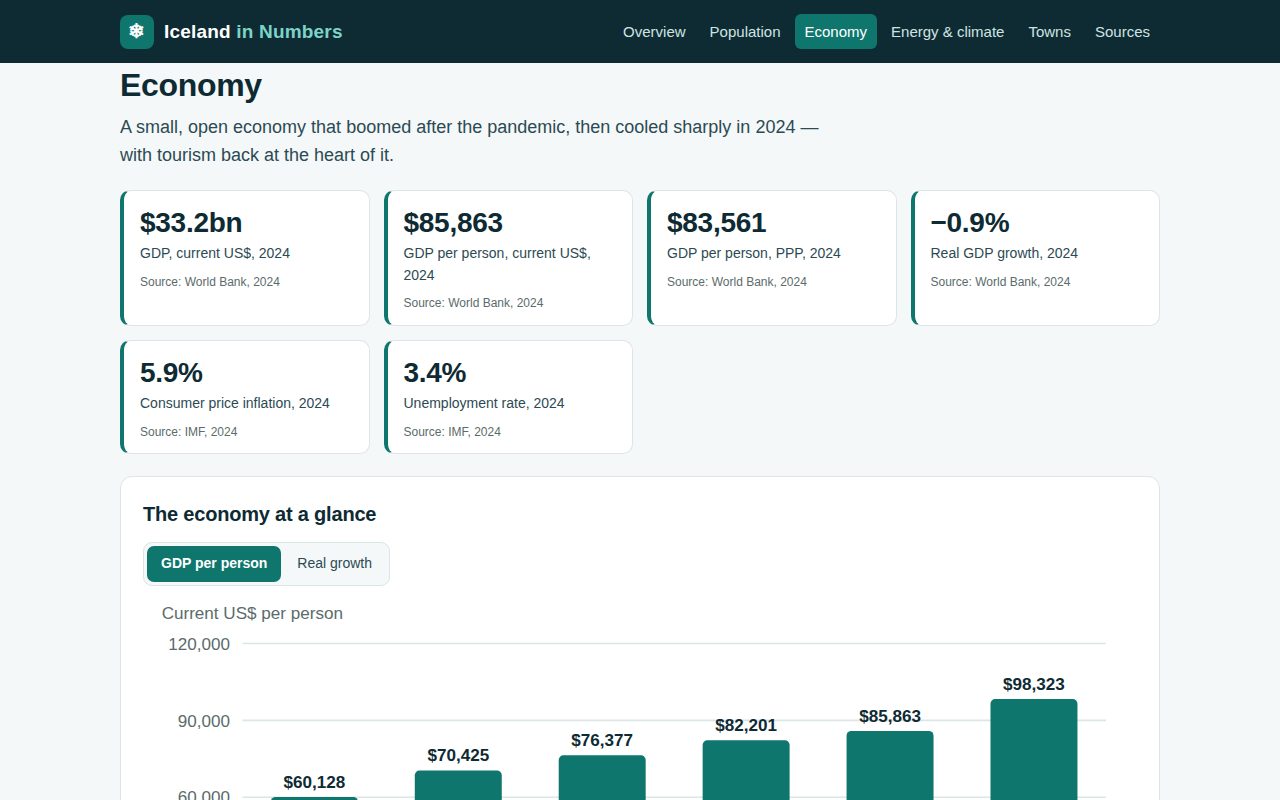 Iceland in Numbers
Overview
Population
Economy
Energy & climate
Towns
Sources
Economy
A small, open economy that boomed after the pandemic, then cooled sharply in 2024 —
with tourism back at the heart of it.
$33.2bn
GDP, current US$, 2024
Source: World Bank, 2024
$85,863
GDP per person, current US$,
2024
Source: World Bank, 2024
$83,561
GDP per person, PPP, 2024
Source: World Bank, 2024
−0.9%
Real GDP growth, 2024
Source: World Bank, 2024
5.9%
Consumer price inflation, 2024
Source: IMF, 2024
3.4%
Unemployment rate, 2024
Source: IMF, 2024
The economy at a glance
GDP per person
Real growth
Current US$ per person
120,000
90,000
60,000
$60,128
$70,425
$76,377
$82,201
$85,863
$98,323